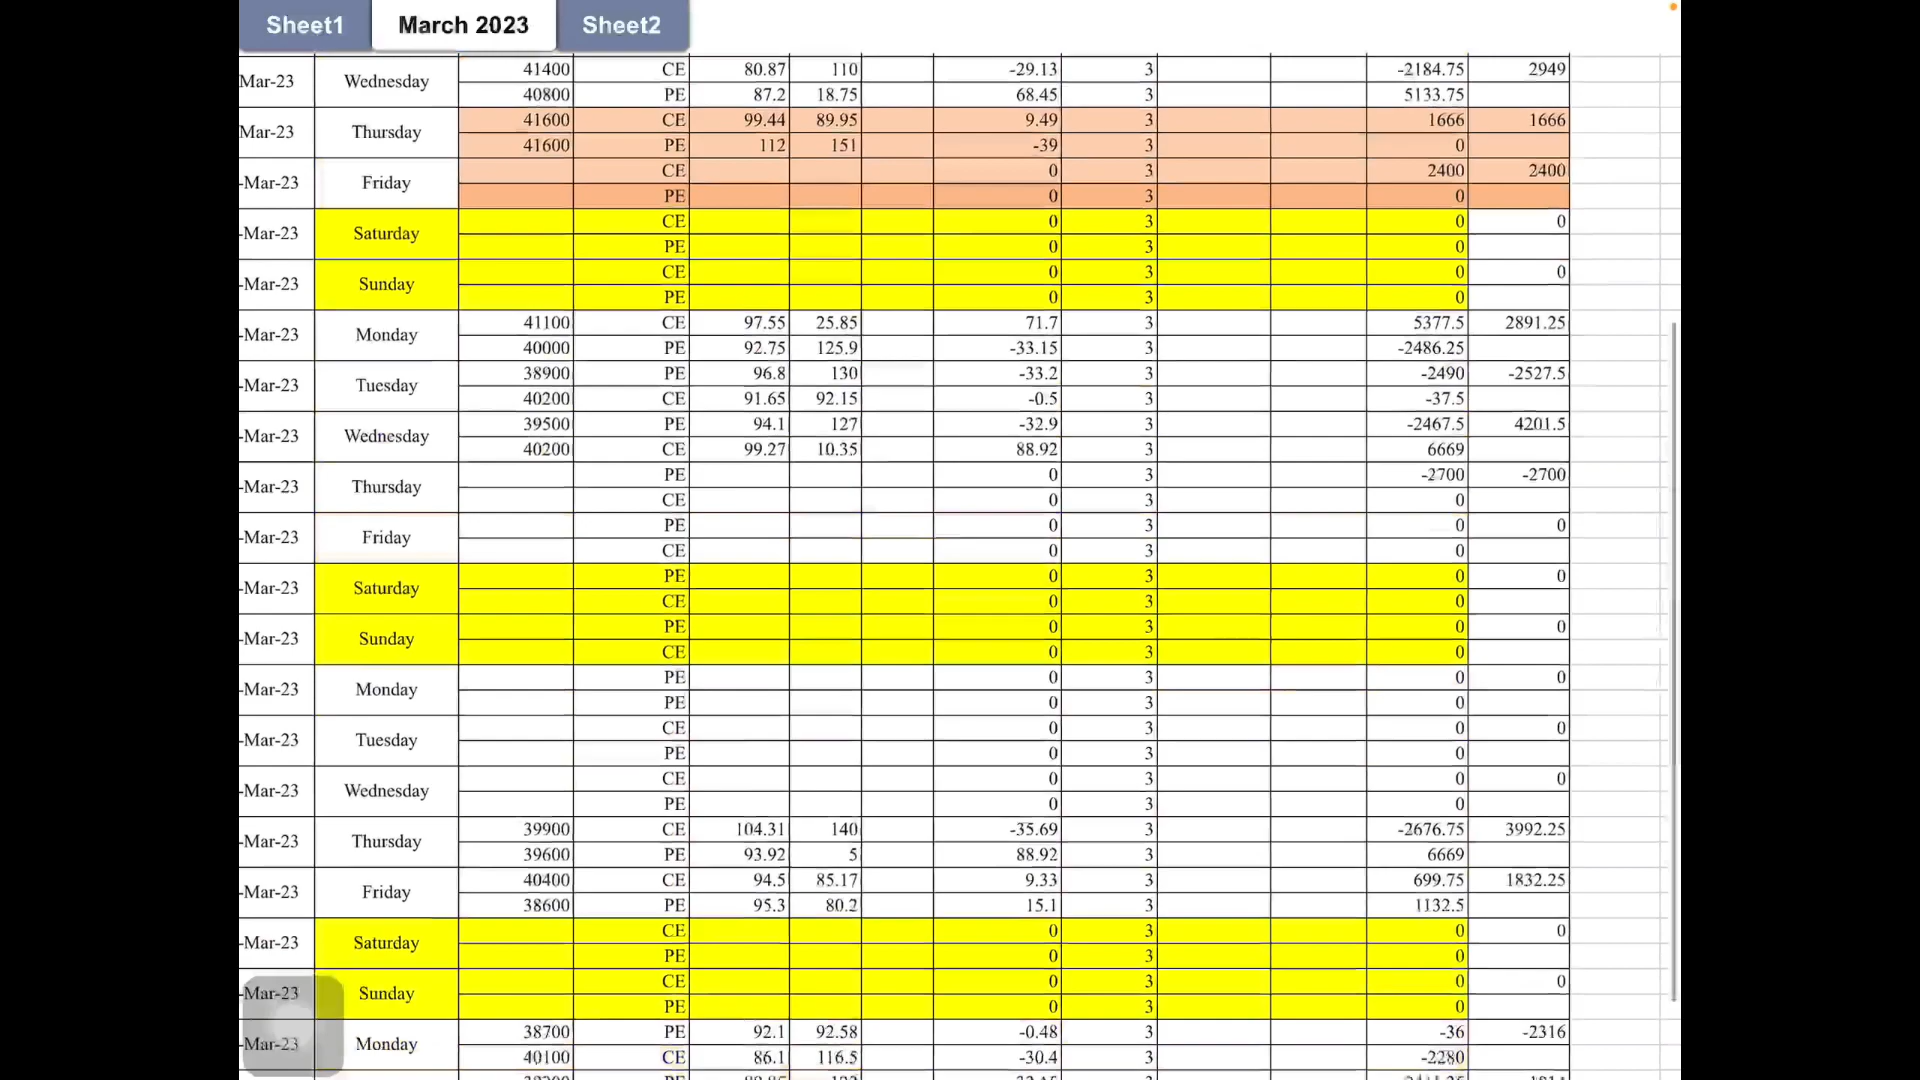 Sheet1 March 2023 Sheet2
Mar-23 Wednesday 41400 CE 80.87 110 -29.13 3 -2184.75 2949
40800 PE 87.2 18.75 68.45 3 5133.75
Mar-23 Thursday 41600 CE 99.44 89.95 9.49 3 1666 1666
41600 PE 112 151 -39 3 0
-Mar-23 Friday CE 0 3 2400 2400
PE 0 3 0
-Mar-23 Saturday CE 0 3 0 0
PE 0 3 0
-Mar-23 Sunday CE 0 3 0 0
PE 0 3 0
-Mar-23 Monday 41100 CE 97.55 25.85 71.7 3 5377.5 2891.25
40000 PE 92.75 125.9 -33.15 3 -2486.25
-Mar-23 Tuesday 38900 PE 96.8 130 -33.2 3 -2490 -2527.5
40200 CE 91.65 92.15 -0.5 3 -37.5
-Mar-23 Wednesday 39500 PE 94.1 127 -32.9 3 -2467.5 4201.5
40200 CE 99.27 10.35 88.92 3 6669
-Mar-23 Thursday PE 0 3 -2700 -2700
CE 0 3 0
-Mar-23 Friday PE 0 3 0 0
CE 0 3 0
-Mar-23 Saturday PE 0 3 0 0
CE 0 3 0
-Mar-23 Sunday PE 0 3 0 0
CE 0 3 0
-Mar-23 Monday PE 0 3 0 0
PE 0 3 0
-Mar-23 Tuesday CE 0 3 0 0
PE 0 3 0
-Mar-23 Wednesday CE 0 3 0 0
PE 0 3 0
-Mar-23 Thursday 39900 CE 104.31 140 -35.69 3 -2676.75 3992.25
39600 PE 93.92 5 88.92 3 6669
-Mar-23 Friday 40400 CE 94.5 85.17 9.33 3 699.75 1832.25
38600 PE 95.3 80.2 15.1 3 1132.5
-Mar-23 Saturday CE 0 3 0 0
PE 0 3 0
-Mar-23 Sunday CE 0 3 0 0
PE 0 3 0
-Mar-23 Monday 38700 PE 92.1 92.58 -0.48 3 -36 -2316
40100 CE 86.1 116.5 -30.4 3 -2280